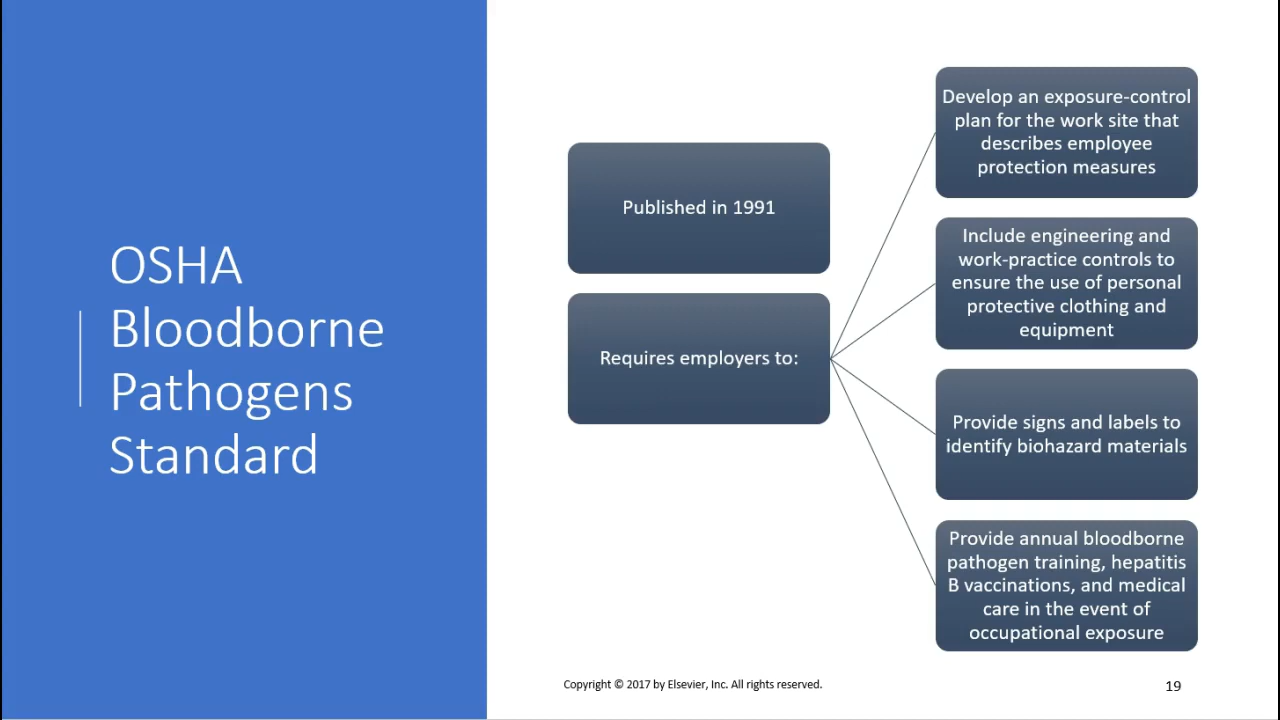 OSHA
Bloodborne
Pathogens
Standard
Published in 1991
Requires employers to:
Develop an exposure-control
plan for the work site that
describes employee
protection measures
Include engineering and
work-practice controls to
ensure the use of personal
protective clothing and
equipment
Provide signs and labels to
identify biohazard materials
Provide annual bloodborne
pathogen training, hepatitis
B vaccinations, and medical
care in the event of
occupational exposure
Copyright © 2017 by Elsevier, Inc. All rights reserved.
19